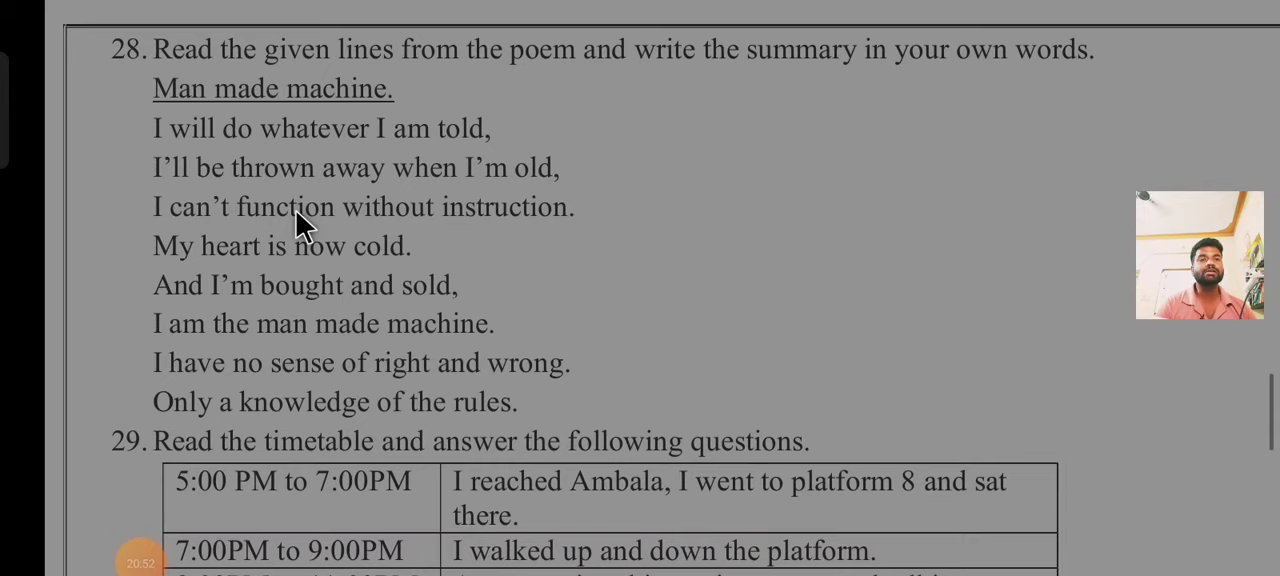 28. Read the given lines from the poem and write the summary in your own words.
Man made machine.
I will do whatever I am told,
I’ll be thrown away when I’m old,
I can’t function without instruction.
My heart is now cold.
And I’m bought and sold,
I am the man made machine.
I have no sense of right and wrong.
Only a knowledge of the rules.
29. Read the timetable and answer the following questions.
5:00 PM to 7:00PM I reached Ambala, I went to platform 8 and sat
there.
7:00PM to 9:00PM I walked up and down the platform.
20:52